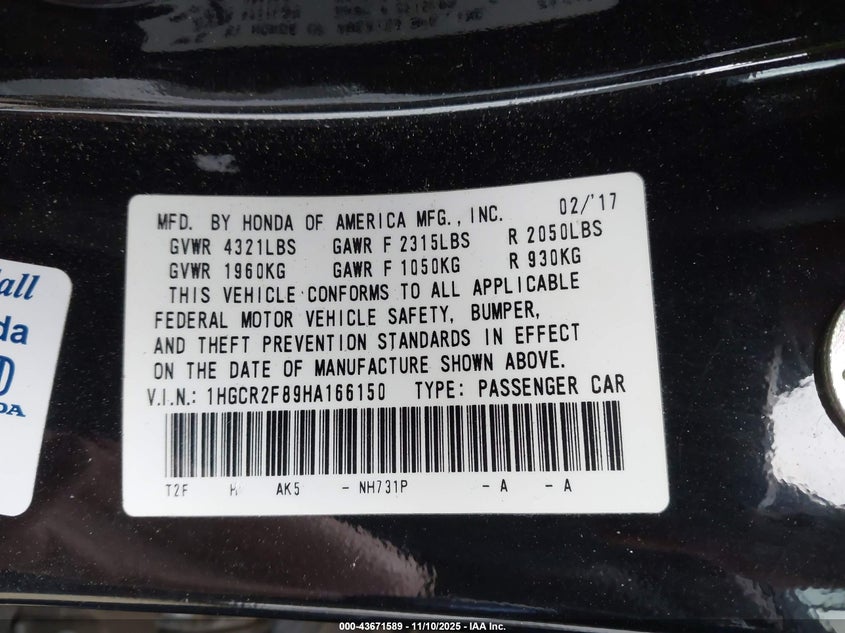 MFD. BY HONDA OF AMERICA MFG., INC. 02/'17
GVWR 4321LBS GAWR F 2315LBS R 2050LBS
GVWR 1960KG GAWR F 1050KG R 930KG
THIS VEHICLE CONFORMS TO ALL APPLICABLE
FEDERAL MOTOR VEHICLE SAFETY, BUMPER,
AND THEFT PREVENTION STANDARDS IN EFFECT
ON THE DATE OF MANUFACTURE SHOWN ABOVE.
V.I.N.: 1HGCR2F89HA166150 TYPE: PASSENGER CAR
T2F H AK5 - NH731P - A - A
000-43671589 - 11/10/2025 - IAA Inc.